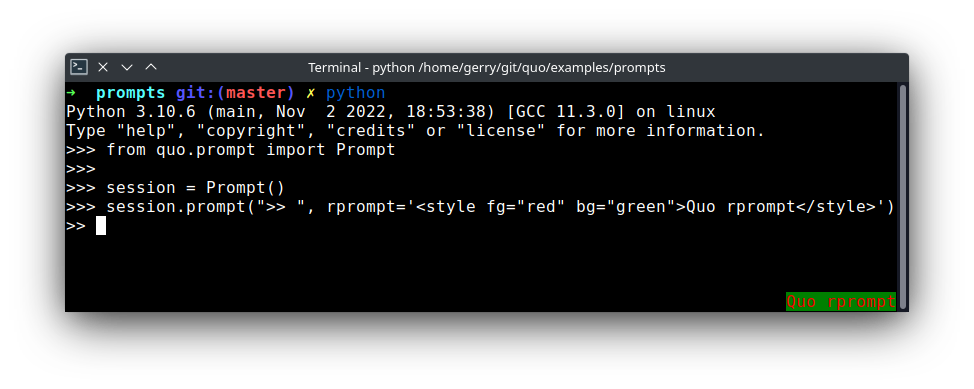 Terminal - python /home/gerry/git/quo/examples/prompts
➜  prompts git:(master) ✗ python
Python 3.10.6 (main, Nov  2 2022, 18:53:38) [GCC 11.3.0] on linux
Type "help", "copyright", "credits" or "license" for more information.
>>> from quo.prompt import Prompt
>>>
>>> session = Prompt()
>>> session.prompt(">> ", rprompt='<style fg="red" bg="green">Quo rprompt</style>')
>>
Quo rprompt